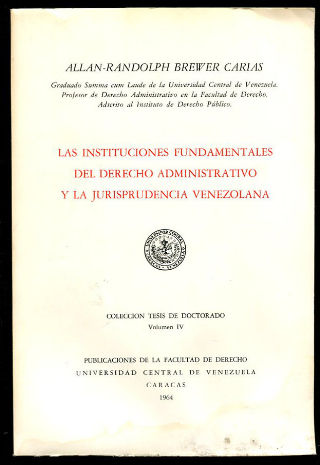 ALLAN-RANDOLPH BREWER CARIAS
Graduado Summa cum Laude de la Universidad Central de Venezuela.
Profesor de Derecho Administrativo en la Facultad de Derecho.
Adscrito al Instituto de Derecho Público.
LAS INSTITUCIONES FUNDAMENTALES
DEL DERECHO ADMINISTRATIVO
Y LA JURISPRUDENCIA VENEZOLANA
COLECCION TESIS DE DOCTORADO
Volumen IV
PUBLICACIONES DE LA FACULTAD DE DERECHO
UNIVERSIDAD CENTRAL DE VENEZUELA
CARACAS
1964